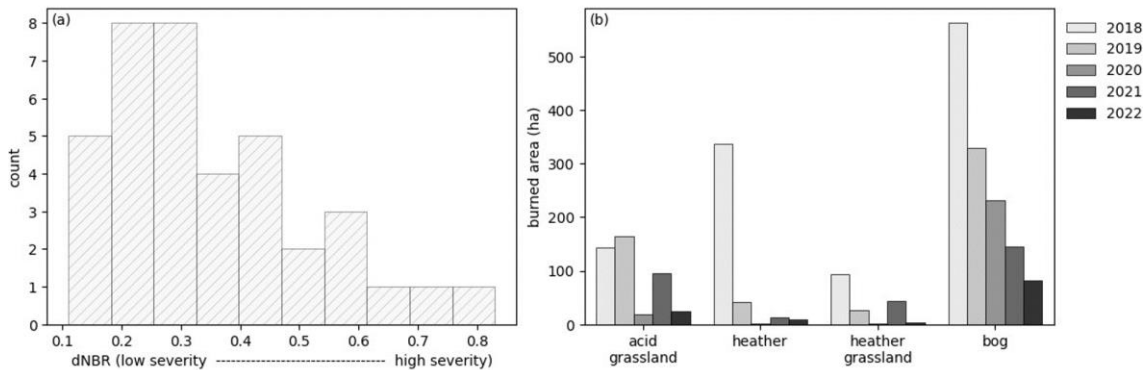 (a)
count
8
7
6
5
4
3
2
1
0
0.1 0.2 0.3 0.4 0.5 0.6 0.7 0.8
dNBR (low severity ---------------------------- high severity)
(b)
burned area (ha)
500
400
300
200
100
0
acid
grassland
heather
heather
grassland
bog
2018
2019
2020
2021
2022